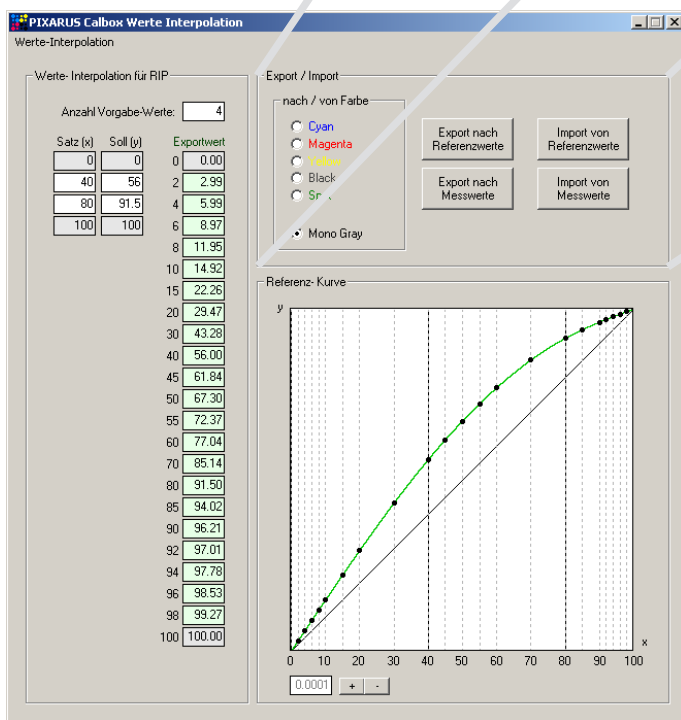 PIXARUS Calbox Werte Interpolation
Werte-Interpolation
Werte- Interpolation für RIP
Anzahl Vorgabe-Werte: 4
Satz (x) Soll (y) Exportwert
0 0 0 0.00
40 56 2 2.99
80 91.5 4 5.99
100 100 6 8.97
8 11.95
10 14.92
15 22.26
20 29.47
30 43.28
40 56.00
45 61.84
50 67.30
55 72.37
60 77.04
70 85.14
80 91.50
85 94.02
90 96.21
92 97.01
94 97.78
96 98.53
98 99.27
100 100.00
Export / Import
nach / von Farbe
Cyan
Magenta
Yellow
Black
Mono Gray
Export nach
Referenzwerte
Import von
Referenzwerte
Export nach
Messwerte
Import von
Messwerte
Referenz- Kurve
y
x
0 10 20 30 40 50 60 70 80 90 100
0.0001 + -